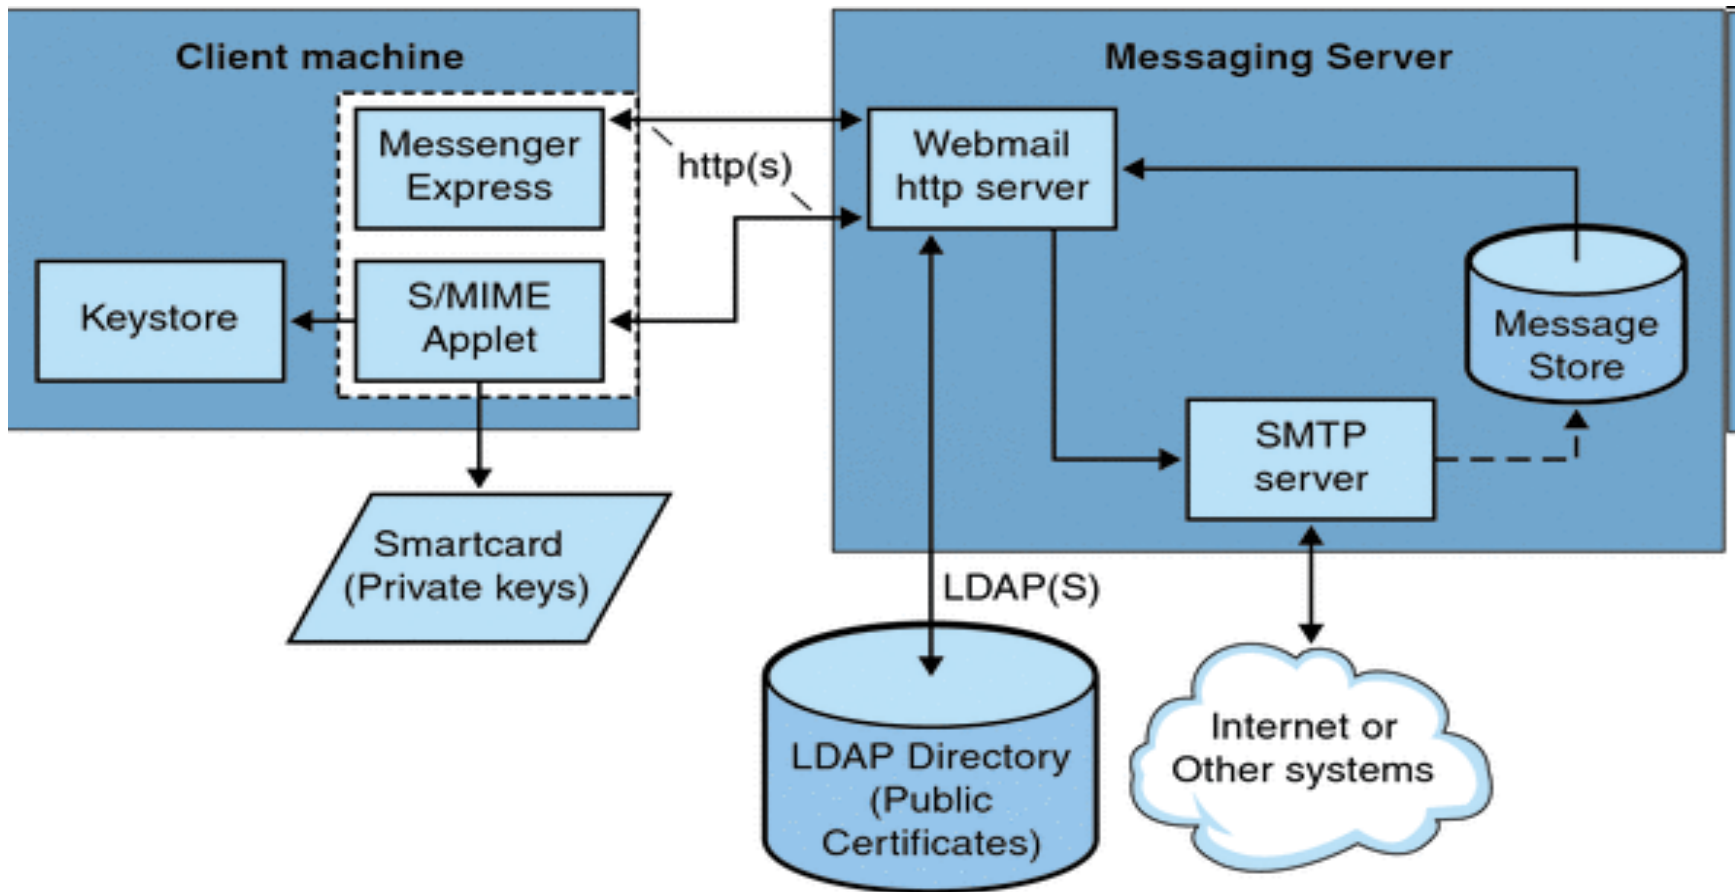 Client machine
Messenger
Express
S/MIME
Applet
Keystore
Smartcard
(Private keys)
http(s)
Messaging Server
Webmail
http server
Message
Store
SMTP
server
LDAP(S)
LDAP Directory
(Public
Certificates)
Internet or
Other systems